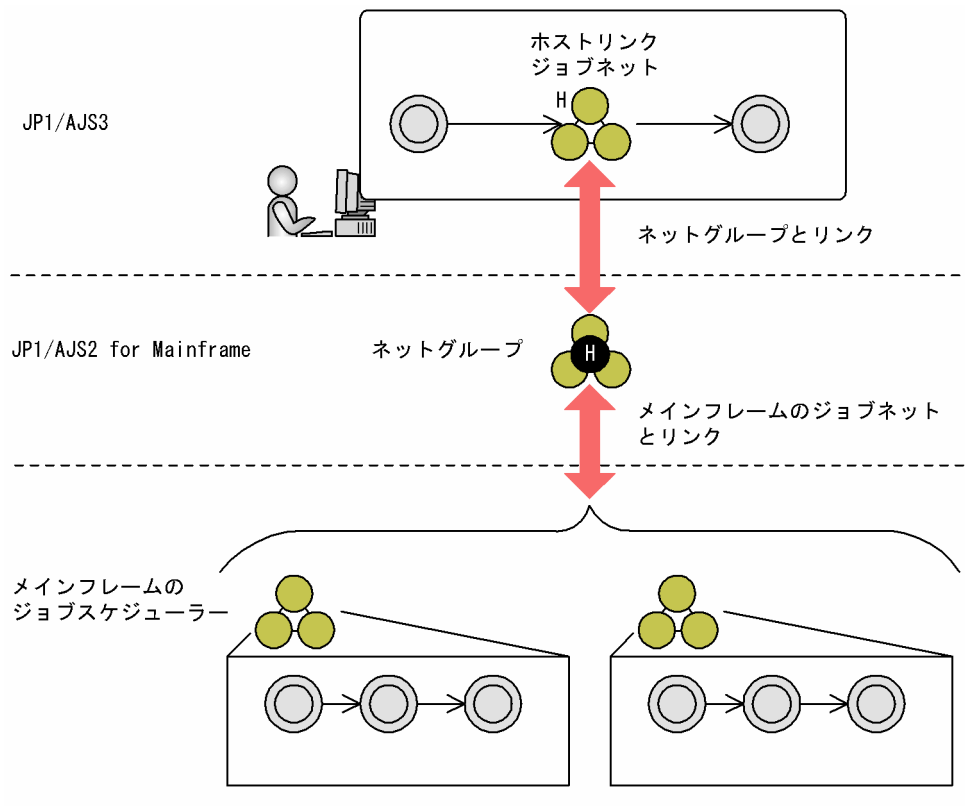 ホストリンク
ジョブネット
H
JP1/AJS3
ネットグループとリンク
JP1/AJS2 for Mainframe
ネットグループ
H
メインフレームのジョブネット
とリンク
メインフレームの
ジョブスケジューラー